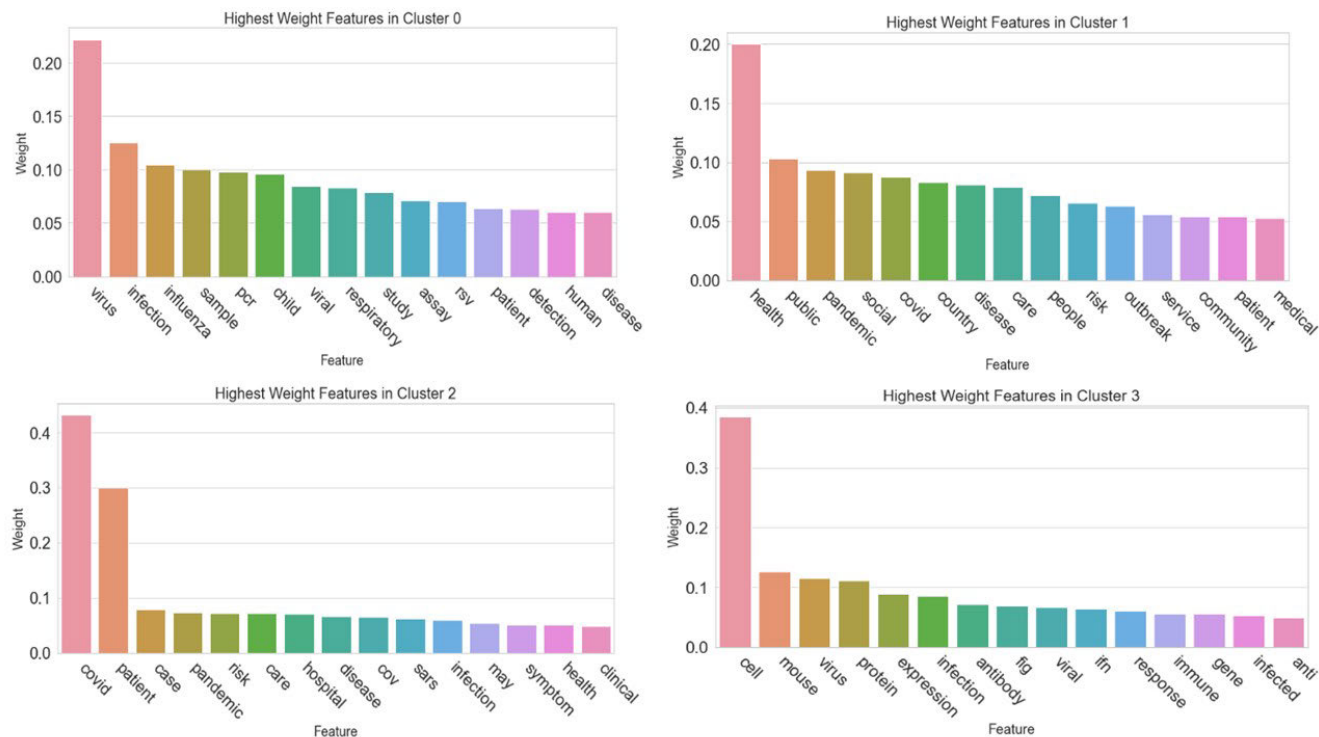 Highest Weight Features in Cluster 0
Weight
0.20
0.15
0.10
0.05
0.00
virus
infection
influenza
sample
pcr
child
viral
respiratory
study
assay
rsv
patient
detection
human
disease
Feature
Highest Weight Features in Cluster 1
Weight
0.20
0.15
0.10
0.05
0.00
health
public
pandemic
social
covid
country
disease
care
people
risk
outbreak
service
community
patient
medical
Feature
Highest Weight Features in Cluster 2
Weight
0.4
0.3
0.2
0.1
0.0
covid
patient
case
pandemic
risk
care
hospital
disease
cov
sars
infection
may
symptom
health
clinical
Feature
Highest Weight Features in Cluster 3
Weight
0.4
0.3
0.2
0.1
0.0
cell
mouse
virus
protein
expression
infection
antibody
fig
viral
ifn
response
immune
gene
infected
anti
Feature